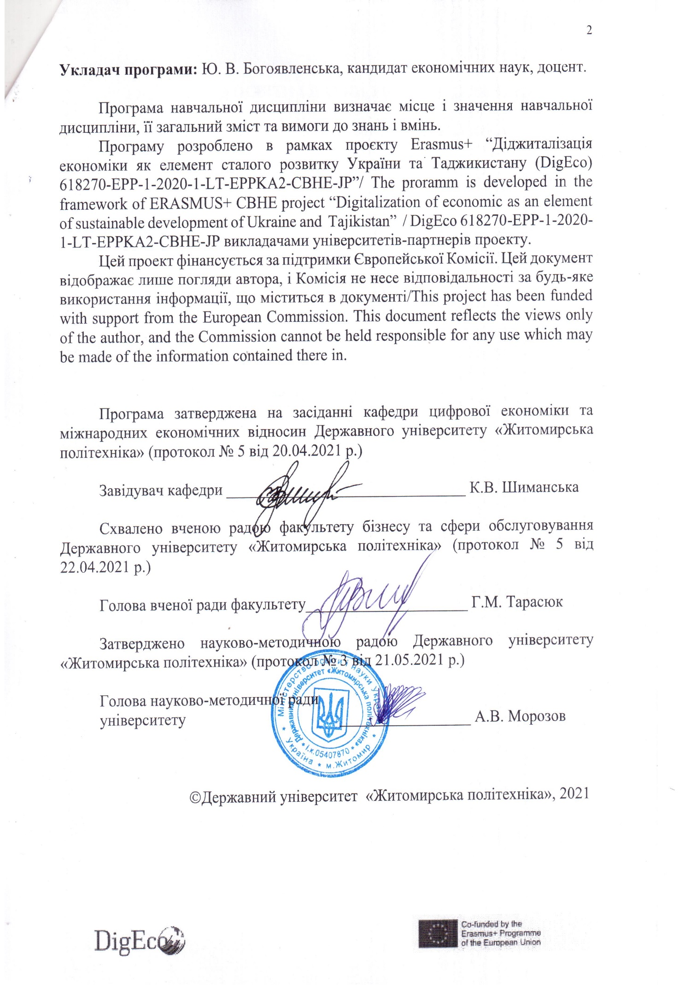 2
Укладач програми: Ю. В. Богоявленська, кандидат економічних наук, доцент.
Програма навчальної дисципліни визначає місце і значення навчальної
дисципліни, її загальний зміст та вимоги до знань і вмінь.
Програму розроблено в рамках проєкту Erasmus+ “Діджиталізація
економіки як елемент сталого розвитку України та Таджикистану (DigEco)
618270-EPP-1-2020-1-LT-EPPKA2-CBHE-JP”/ The proramm is developed in the
framework of ERASMUS+ CBHE project “Digitalization of economic as an element
of sustainable development of Ukraine and Tajikistan” / DigEco 618270-EPP-1-2020-
1-LT-EPPKA2-CBHE-JP викладачами університетів-партнерів проекту.
Цей проект фінансується за підтримки Європейської Комісії. Цей документ
відображає лише погляди автора, і Комісія не несе відповідальності за будь-яке
використання інформації, що міститься в документі/This project has been funded
with support from the European Commission. This document reflects the views only
of the author, and the Commission cannot be held responsible for any use which may
be made of the information contained there in.
Програма затверджена на засіданні кафедри цифрової економіки та
міжнародних економічних відносин Державного університету «Житомирська
політехніка» (протокол № 5 від 20.04.2021 р.)
Завідувач кафедри К.В. Шиманська
Схвалено вченою радою факультету бізнесу та сфери обслуговування
Державного університету «Житомирська політехніка» (протокол № 5 від
22.04.2021 р.)
Голова вченої ради факультету Г.М. Тарасюк
Затверджено науково-методичною радою Державного університету
«Житомирська політехніка» (протокол № 3 від 21.05.2021 р.)
Голова науково-методичної ради
університету А.В. Морозов
Міністерство освіти і науки України
Державний університет «Житомирська політехніка»
* і.к.05407870 *
* Україна * м.Житомир *
©Державний університет «Житомирська політехніка», 2021
DigEco
Co-funded by the
Erasmus+ Programme
of the European Union